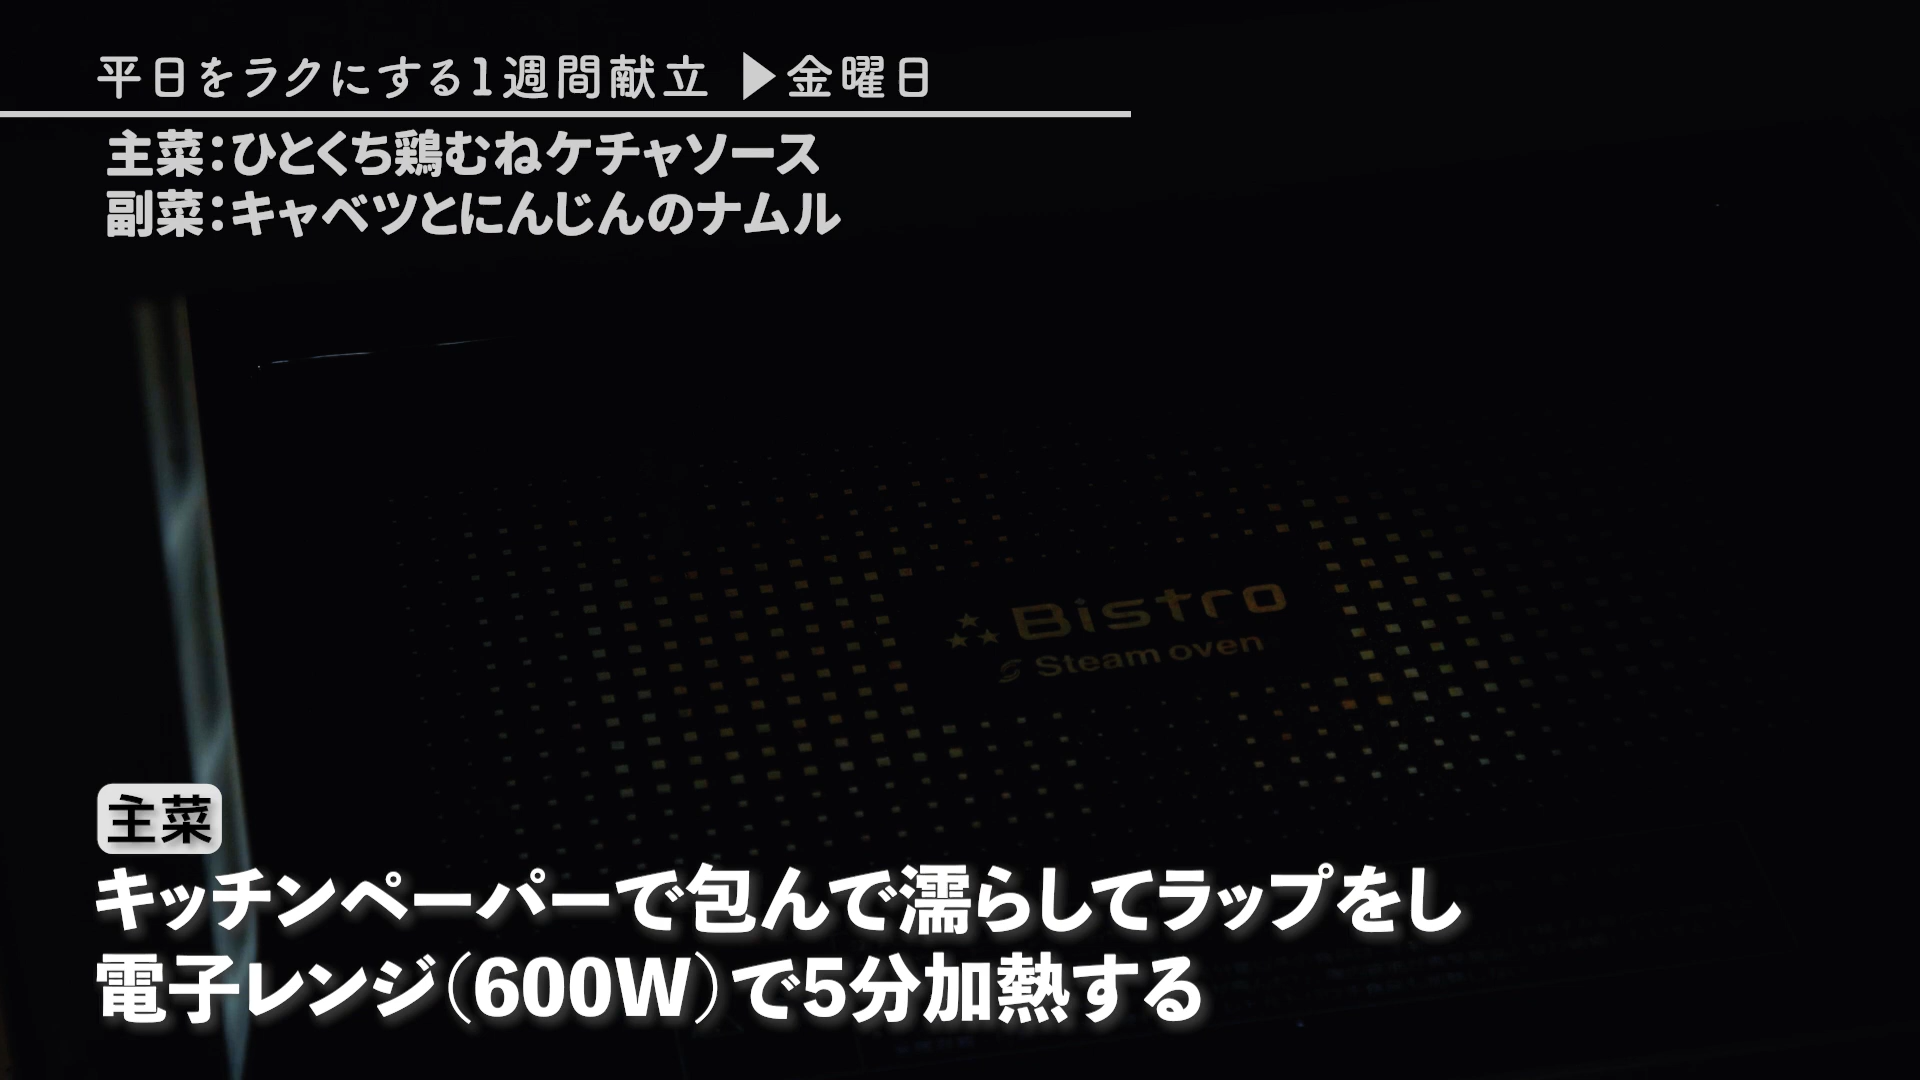 平日をラクにする1週間献立 ▶金曜日
主菜：ひとくち鶏むねケチャソース
副菜：キャベツとにんじんのナムル
Bistro
Steam oven
主菜
キッチンペーパーで包んで濡らしてラップをし
電子レンジ（600W）で5分加熱する